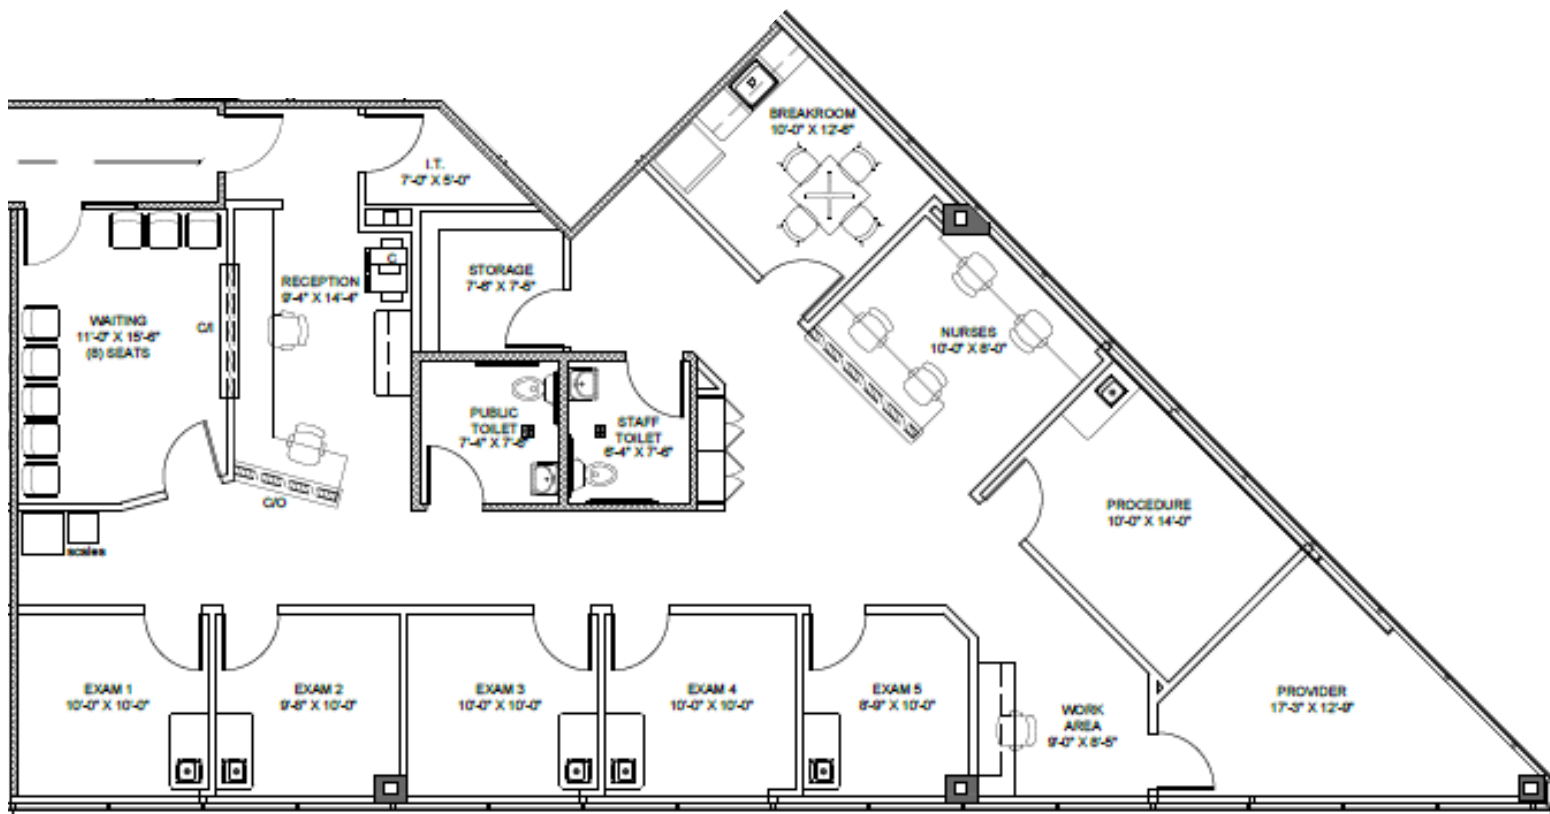 BREAKROOM
10'-0" X 12'-6"
I.T.
7'-0" X 5'-0"
STORAGE
7'-6" X 7'-6"
RECEPTION
9'-4" X 14'-4"
C
WAITING
11'-0" X 15'-6"
(8) SEATS
C/I
NURSES
10'-0" X 8'-0"
PUBLIC
TOILET
7'-4" X 7'-6"
STAFF
TOILET
6'-4" X 7'-6"
C/O
scales
PROCEDURE
10'-0" X 14'-0"
EXAM 1
10'-0" X 10'-0"
EXAM 2
9'-8" X 10'-0"
EXAM 3
10'-0" X 10'-0"
EXAM 4
10'-0" X 10'-0"
EXAM 5
8'-9" X 10'-0"
WORK
AREA
9'-0" X 8'-5"
PROVIDER
17'-3" X 12'-9"